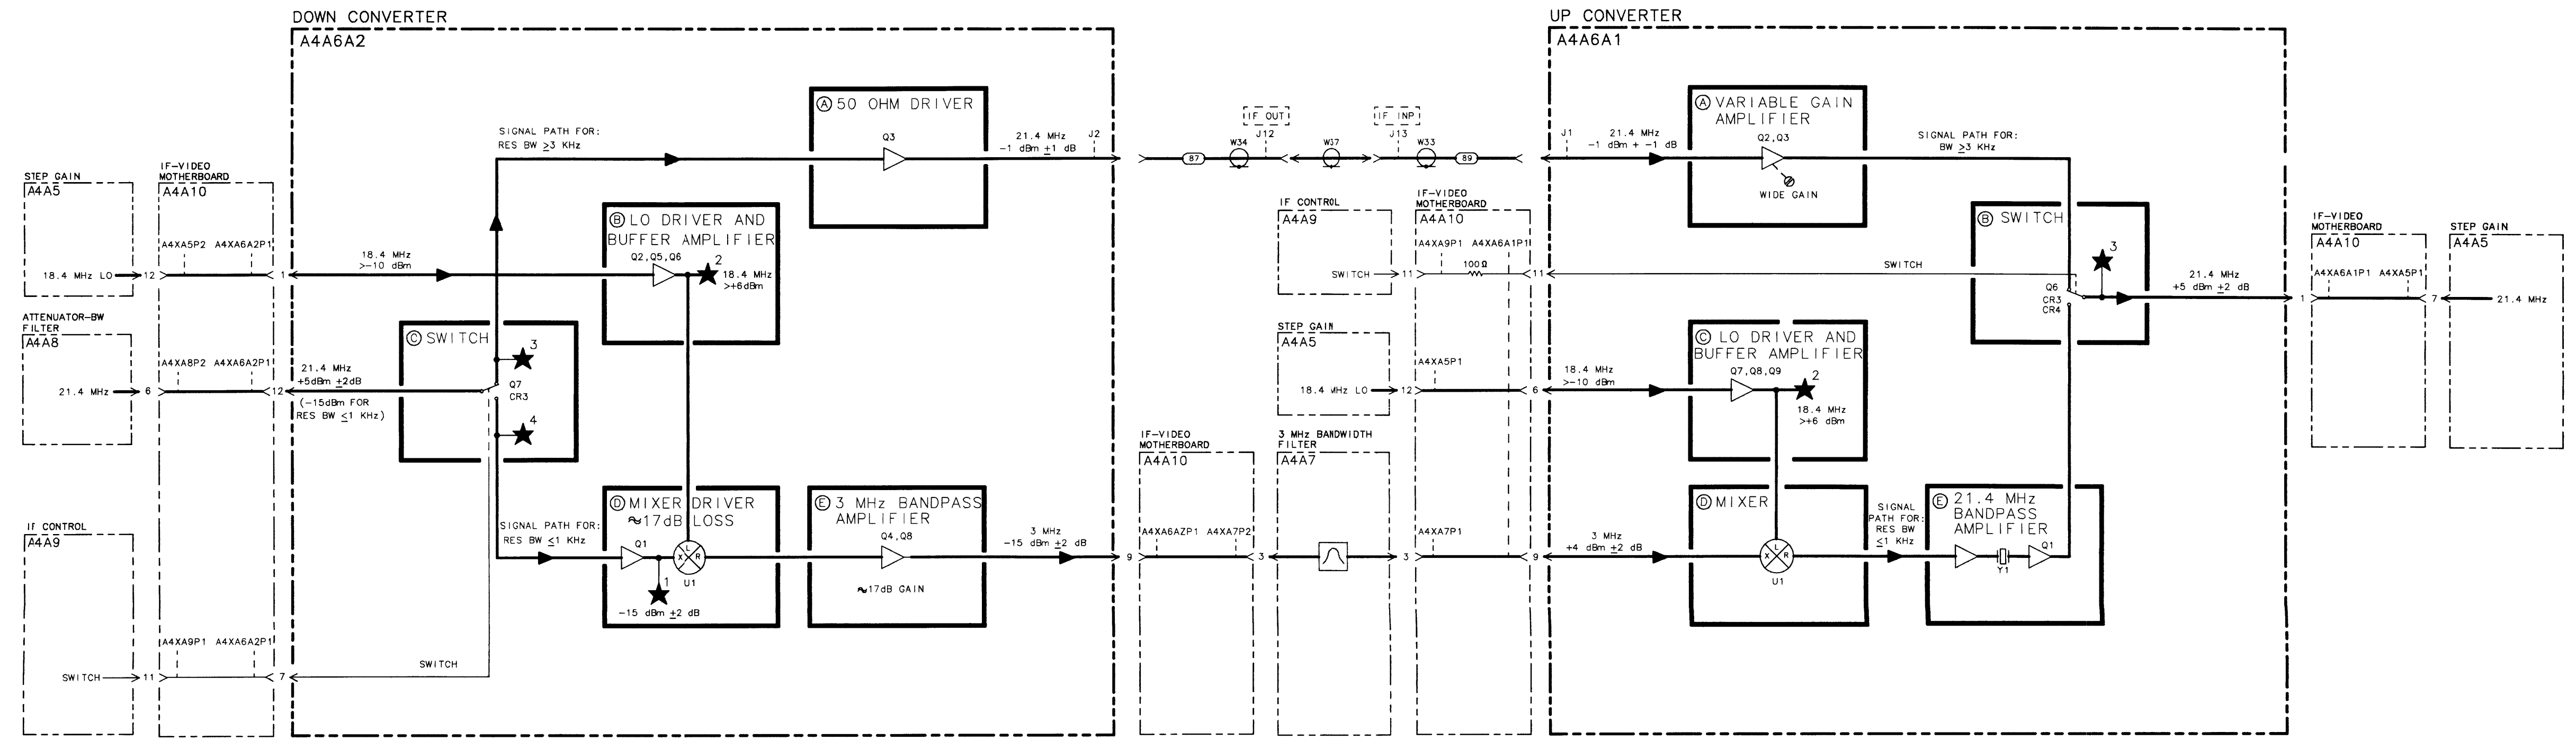 DOWN CONVERTER
A4A6A2
STEP GAIN
A4A5
18.4 MHz LO
12
IF-VIDEO
MOTHERBOARD
A4A10
A4XA5P2 A4XA6A2P1
1
18.4 MHz
>-10 dBm
ATTENUATOR-BW
FILTER
A4A8
21.4 MHz
6
A4XA8P2 A4XA6A2P1
12
21.4 MHz
+5dBm ±2dB
(-15dBm FOR
RES BW ≤1 KHz)
IF CONTROL
A4A9
SWITCH
11
A4XA9P1 A4XA6A2P1
7
SWITCH
Ⓒ SWITCH
3
Q7
CR3
4
SIGNAL PATH FOR:
RES BW ≥3 KHz
Ⓐ 50 OHM DRIVER
Q3
21.4 MHz
-1 dBm ±1 dB
J2
Ⓑ LO DRIVER AND
BUFFER AMPLIFIER
Q2,Q5,Q6
2
18.4 MHz
>+6dBm
SIGNAL PATH FOR:
RES BW ≤1 KHz
Ⓓ MIXER DRIVER
≈17dB LOSS
Q1
L
X R
U1
1
-15 dBm ±2 dB
Ⓔ 3 MHz BANDPASS
AMPLIFIER
Q4,Q8
≈17dB GAIN
3 MHz
-15 dBm ±2 dB
9
87
W34
IF OUT
J12
W37
IF INP
J13
W33
89
IF-VIDEO
MOTHERBOARD
A4A10
A4XA6AZP1 A4XA7P2
3
3 MHz BANDWIDTH
FILTER
A4A7
3
IF CONTROL
A4A9
SWITCH
11
IF-VIDEO
MOTHERBOARD
A4A10
A4XA9P1 A4XA6A1P1
100Ω
11
STEP GAIN
A4A5
18.4 MHz LO
12
A4XA5P1
6
A4XA7P1
9
UP CONVERTER
A4A6A1
J1
21.4 MHz
-1 dBm + -1 dB
Ⓐ VARIABLE GAIN
AMPLIFIER
Q2,Q3
WIDE GAIN
SIGNAL PATH FOR:
BW ≥3 KHz
SWITCH
Ⓑ SWITCH
3
Q6
CR3
CR4
21.4 MHz
+5 dBm ±2 dB
1
18.4 MHz
>-10 dBm
Ⓒ LO DRIVER AND
BUFFER AMPLIFIER
Q7,Q8,Q9
2
18.4 MHz
>+6 dBm
3 MHz
+4 dBm ±2 dB
Ⓓ MIXER
L
X R
U1
SIGNAL
PATH FOR:
RES BW
≤1 KHz
Ⓔ 21.4 MHz
BANDPASS
AMPLIFIER
Y1
Q1
IF-VIDEO
MOTHERBOARD
A4A10
A4XA6A1P1 A4XA5P1
7
STEP GAIN
A4A5
21.4 MHz